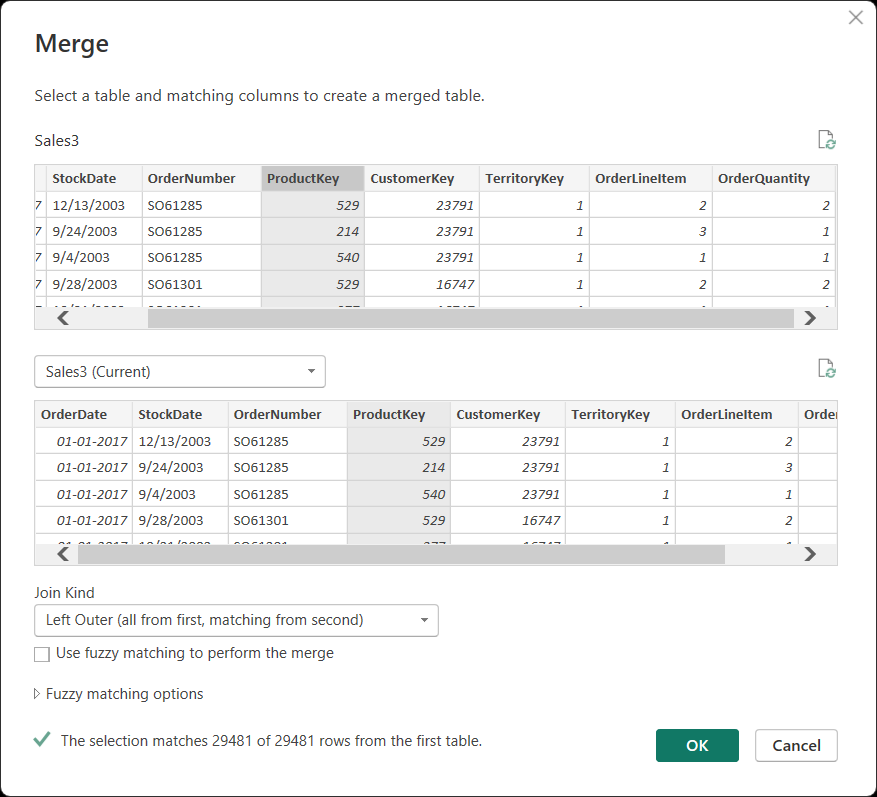 Merge
Select a table and matching columns to create a merged table.
Sales3
StockDate OrderNumber ProductKey CustomerKey TerritoryKey OrderLineItem OrderQuantity
7 12/13/2003 SO61285 529 23791 1 2 2
7 9/24/2003 SO61285 214 23791 1 3 1
7 9/4/2003 SO61285 540 23791 1 1 1
7 9/28/2003 SO61301 529 16747 1 2 2
Sales3 (Current)
OrderDate StockDate OrderNumber ProductKey CustomerKey TerritoryKey OrderLineItem Order
01-01-2017 12/13/2003 SO61285 529 23791 1 2
01-01-2017 9/24/2003 SO61285 214 23791 1 3
01-01-2017 9/4/2003 SO61285 540 23791 1 1
01-01-2017 9/28/2003 SO61301 529 16747 1 2
Join Kind
Left Outer (all from first, matching from second)
Use fuzzy matching to perform the merge
Fuzzy matching options
The selection matches 29481 of 29481 rows from the first table.
OK Cancel